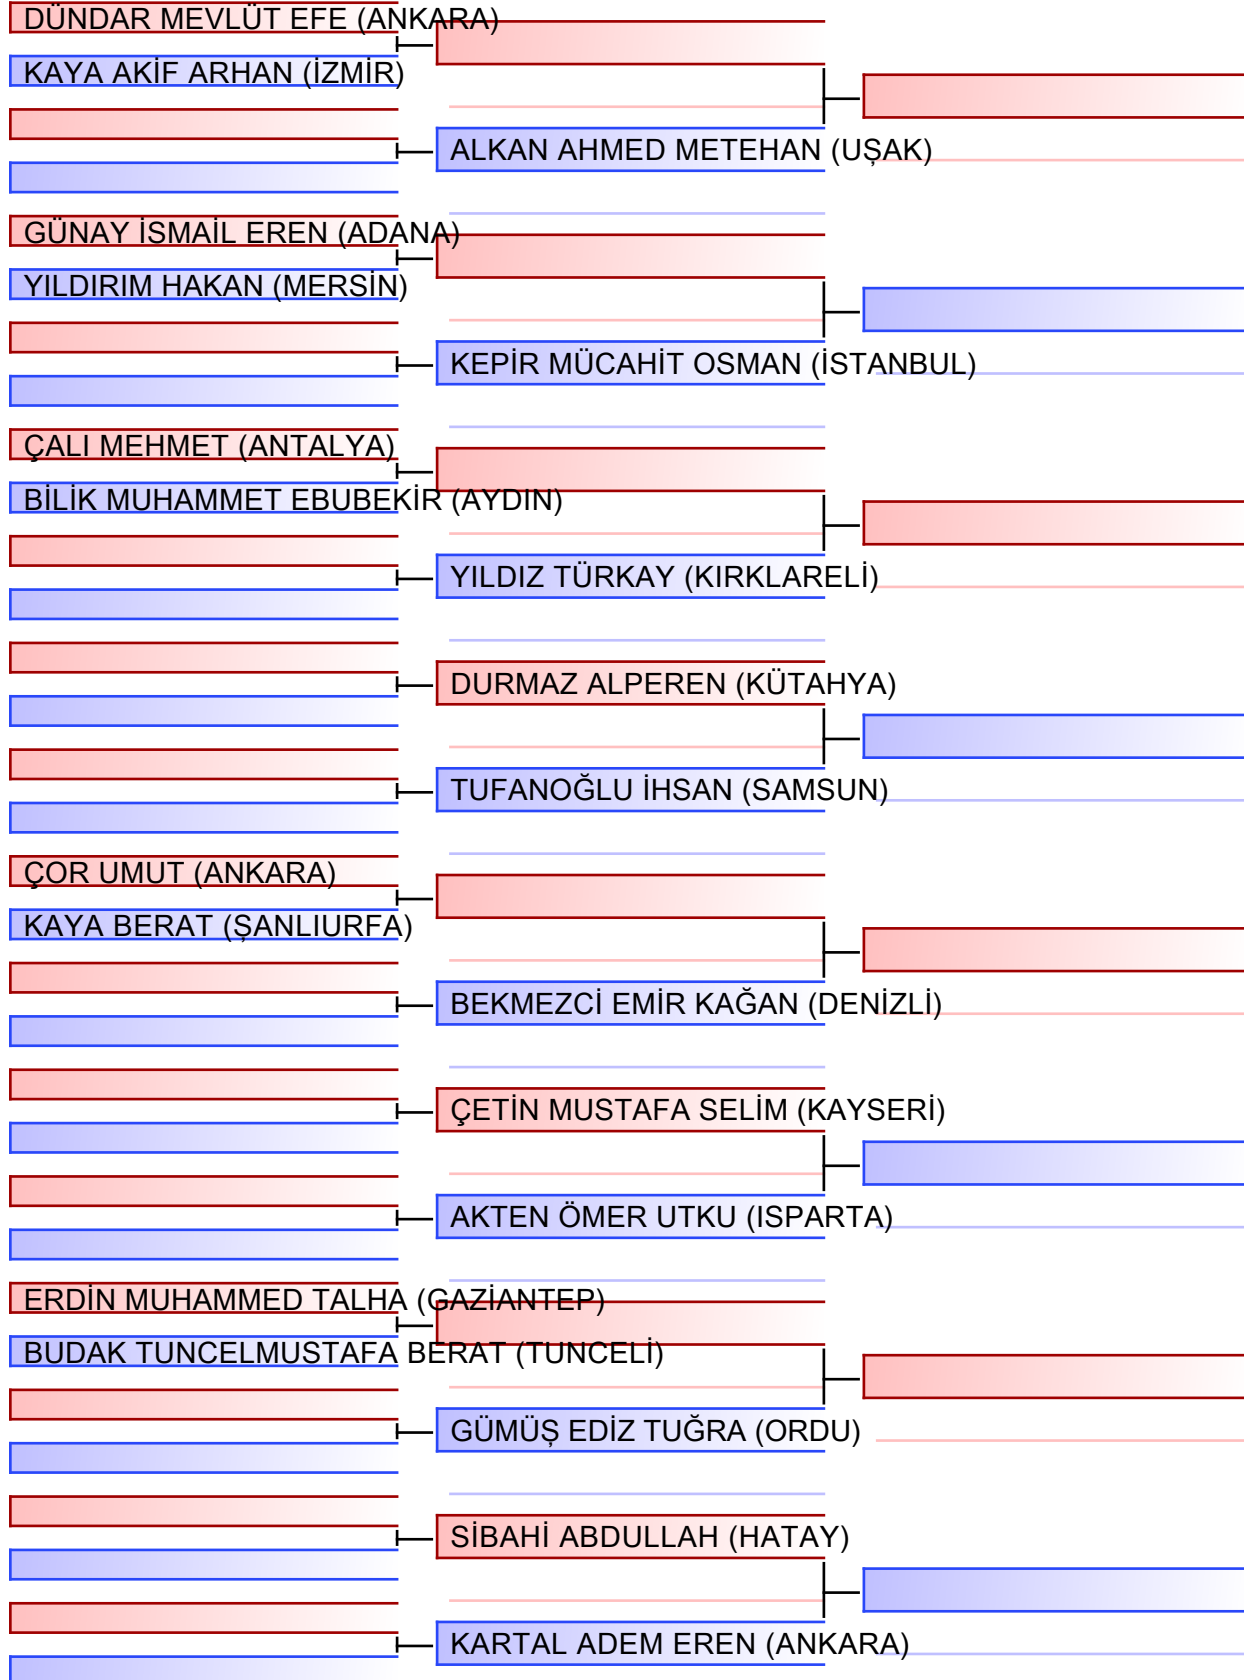 DÜNDAR MEVLÜT EFE (ANKARA)
KAYA AKİF ARHAN (İZMİR)
ALKAN AHMED METEHAN (UŞAK)
GÜNAY İSMAİL EREN (ADANA)
YILDIRIM HAKAN (MERSİN)
KEPİR MÜCAHİT OSMAN (İSTANBUL)
ÇALI MEHMET (ANTALYA)
BİLİK MUHAMMET EBUBEKİR (AYDIN)
YILDIZ TÜRKAY (KIRKLARELİ)
DURMAZ ALPEREN (KÜTAHYA)
TUFANOĞLU İHSAN (SAMSUN)
ÇOR UMUT (ANKARA)
KAYA BERAT (ŞANLIURFA)
BEKMEZCİ EMİR KAĞAN (DENİZLİ)
ÇETİN MUSTAFA SELİM (KAYSERİ)
AKTEN ÖMER UTKU (ISPARTA)
ERDİN MUHAMMED TALHA (GAZİANTEP)
BUDAK TUNCELMUSTAFA BERAT (TUNCELİ)
GÜMÜŞ EDİZ TUĞRA (ORDU)
SİBAHİ ABDULLAH (HATAY)
KARTAL ADEM EREN (ANKARA)